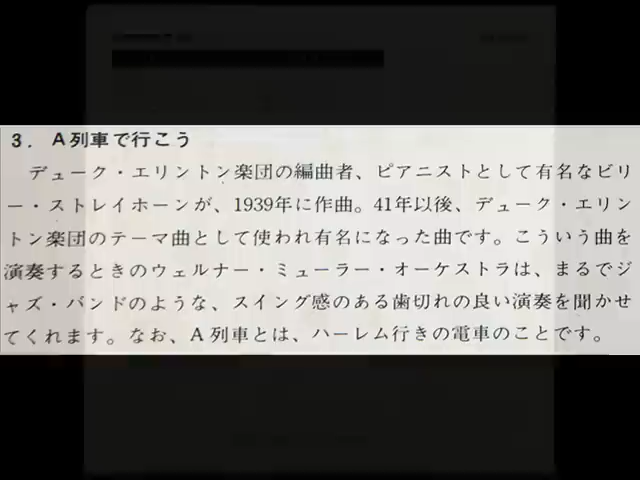 3. A列車で行こう
デューク・エリントン楽団の編曲者、ピアニストとして有名なビリ
ー・ストレイホーンが、1939年に作曲。41年以後、デューク・エリン
トン楽団のテーマ曲として使われ有名になった曲です。こういう曲を
演奏するときのウェルナー・ミューラー・オーケストラは、まるでジ
ャズ・バンドのような、スイング感のある歯切れの良い演奏を聞かせ
てくれます。なお、A列車とは、ハーレム行きの電車のことです。